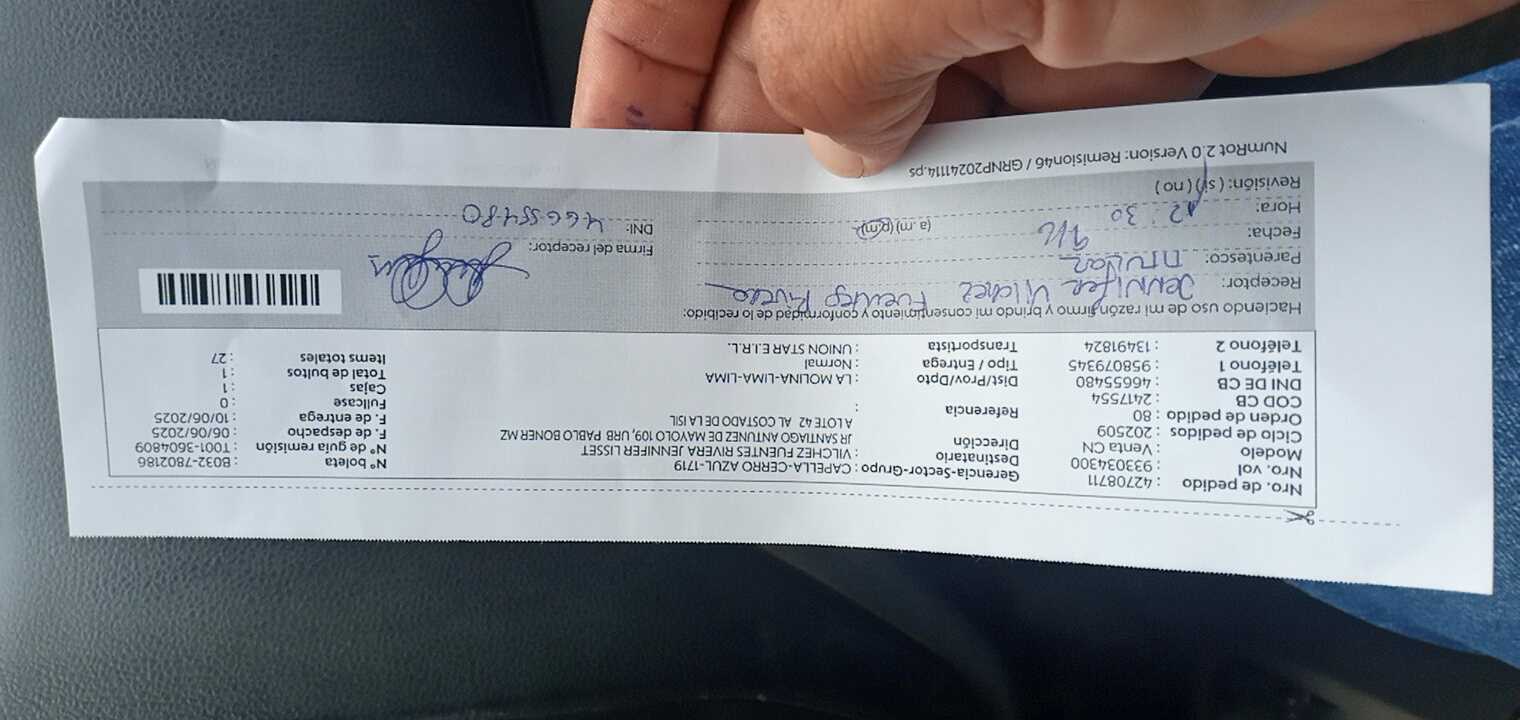 Nro. de pedido : 42708711
Nro. vol. : 933034300
Modelo : Venta CN
Ciclo de pedidos : 202509
Orden de pedido : 80
COD CB : 2417554
DNI DE CB : 46655480
Teléfono 1 : 958079345
Teléfono 2 : 13491824
Gerencia-Sector-Grupo : CAPELLA-CERRO AZUL-1719
Destinatario : VILCHEZ FUENTES RIVERA JENNIFER LISSET
Dirección JR SANTIAGO ANTUNEZ DE MAYOLO 109, URB PABLO BONER MZ
A LOTE 42 AL COSTADO DE LA ISIL
Referencia :
Dist/Prov/Dpto : LA MOLINA-LIMA-LIMA
Tipo / Entrega : Normal
Transportista : UNION STAR E.I.R.L.
Nº boleta : B032-7802186
Nº de guía de remisión : T001-3604809
F. de despacho : 06/06/2025
F. de entrega : 10/06/2025
Fullcase : 0
Cajas : 1
Total de bultos : 1
Items totales : 27
Haciendo uso de mi razón firmo y brindo mi consentimiento y conformidad de lo recibido:
Receptor: Jennifer Vilchez Fuentes Rivera
Parentesco: Titular
Fecha: 9/6
Hora: 12:30 (a.m) (p.m)
Revisión: ( si ) ( no )
Firma del receptor:
DNI: 46655480
NumRot 2.0 Version: Remision46 / GRNP20241114.ps